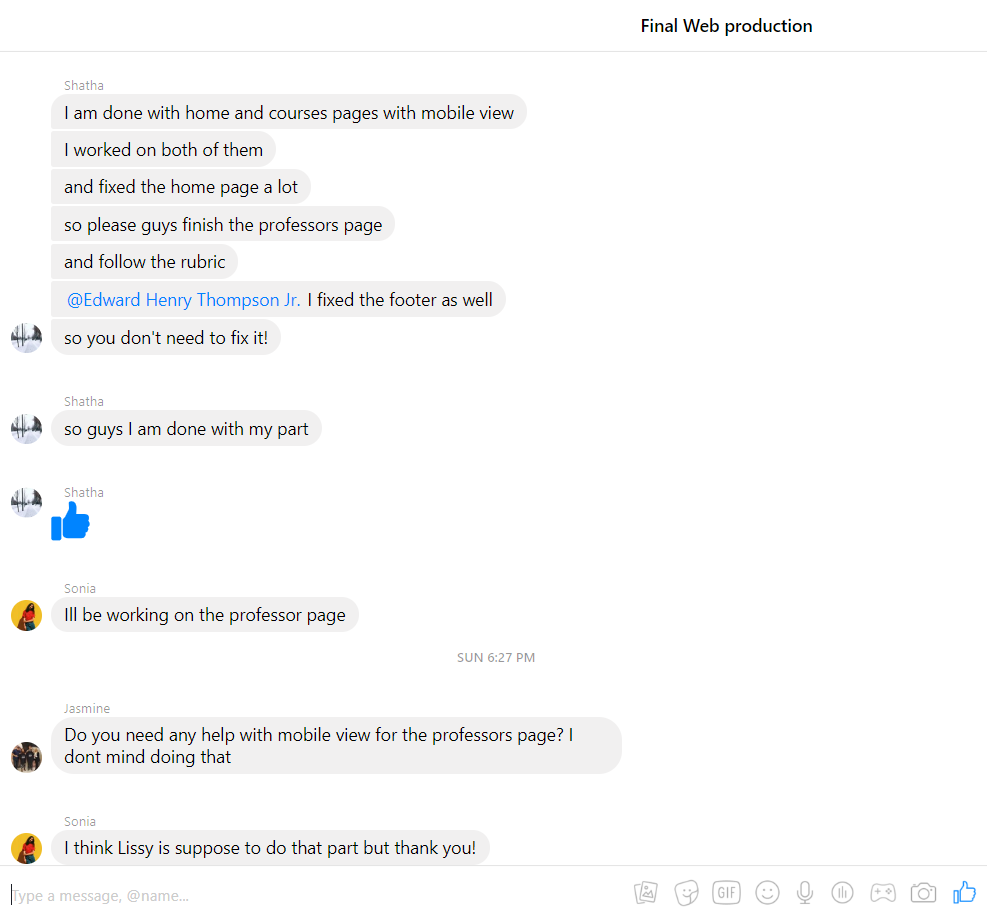 Final Web production
Shatha
I am done with home and courses pages with mobile view
I worked on both of them
and fixed the home page a lot
so please guys finish the professors page
and follow the rubric
@Edward Henry Thompson Jr. I fixed the footer as well
so you don't need to fix it!
Shatha
so guys I am done with my part
Shatha
Sonia
Ill be working on the professor page
SUN 6:27 PM
Jasmine
Do you need any help with mobile view for the professors page? I
dont mind doing that
Sonia
I think Lissy is suppose to do that part but thank you!
Type a message, @name...
GIF